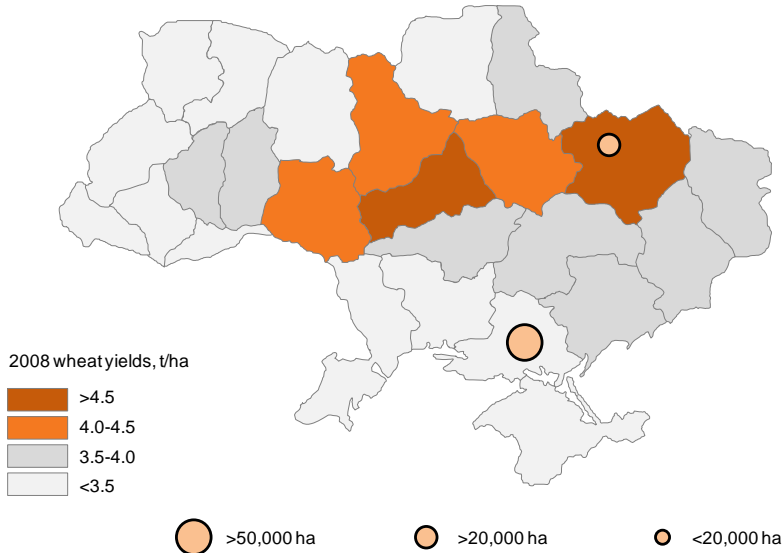 2008 wheat yields, t/ha
>4.5
4.0-4.5
3.5-4.0
<3.5
>50,000 ha
>20,000 ha
<20,000 ha